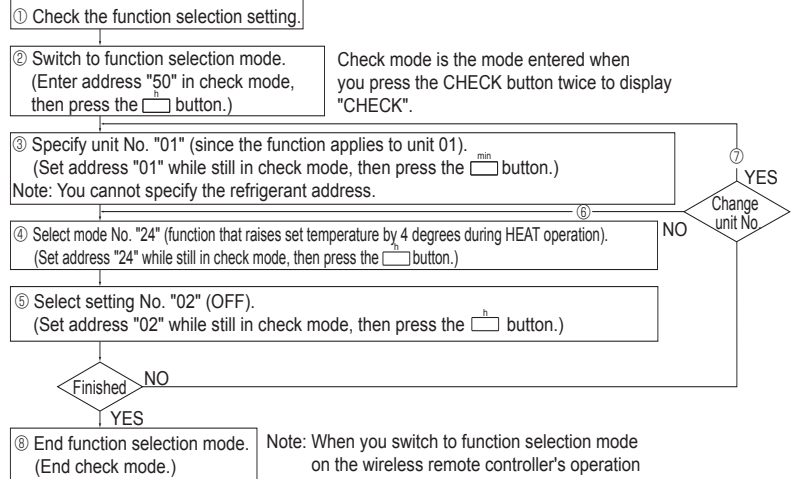 ① Check the function selection setting.
② Switch to function selection mode.
(Enter address "50" in check mode,
then press the h button.)
Check mode is the mode entered when
you press the CHECK button twice to display
"CHECK".
③ Specify unit No. "01" (since the function applies to unit 01).
(Set address "01" while still in check mode, then press the min button.)
Note: You cannot specify the refrigerant address.
⑦
YES
Change
unit No.
⑥
NO
④ Select mode No. "24" (function that raises set temperature by 4 degrees during HEAT operation).
(Set address "24" while still in check mode, then press the h button.)
⑤ Select setting No. "02" (OFF).
(Set address "02" while still in check mode, then press the h button.)
Finished
NO
YES
⑧ End function selection mode.
(End check mode.)
Note: When you switch to function selection mode
on the wireless remote controller's operation